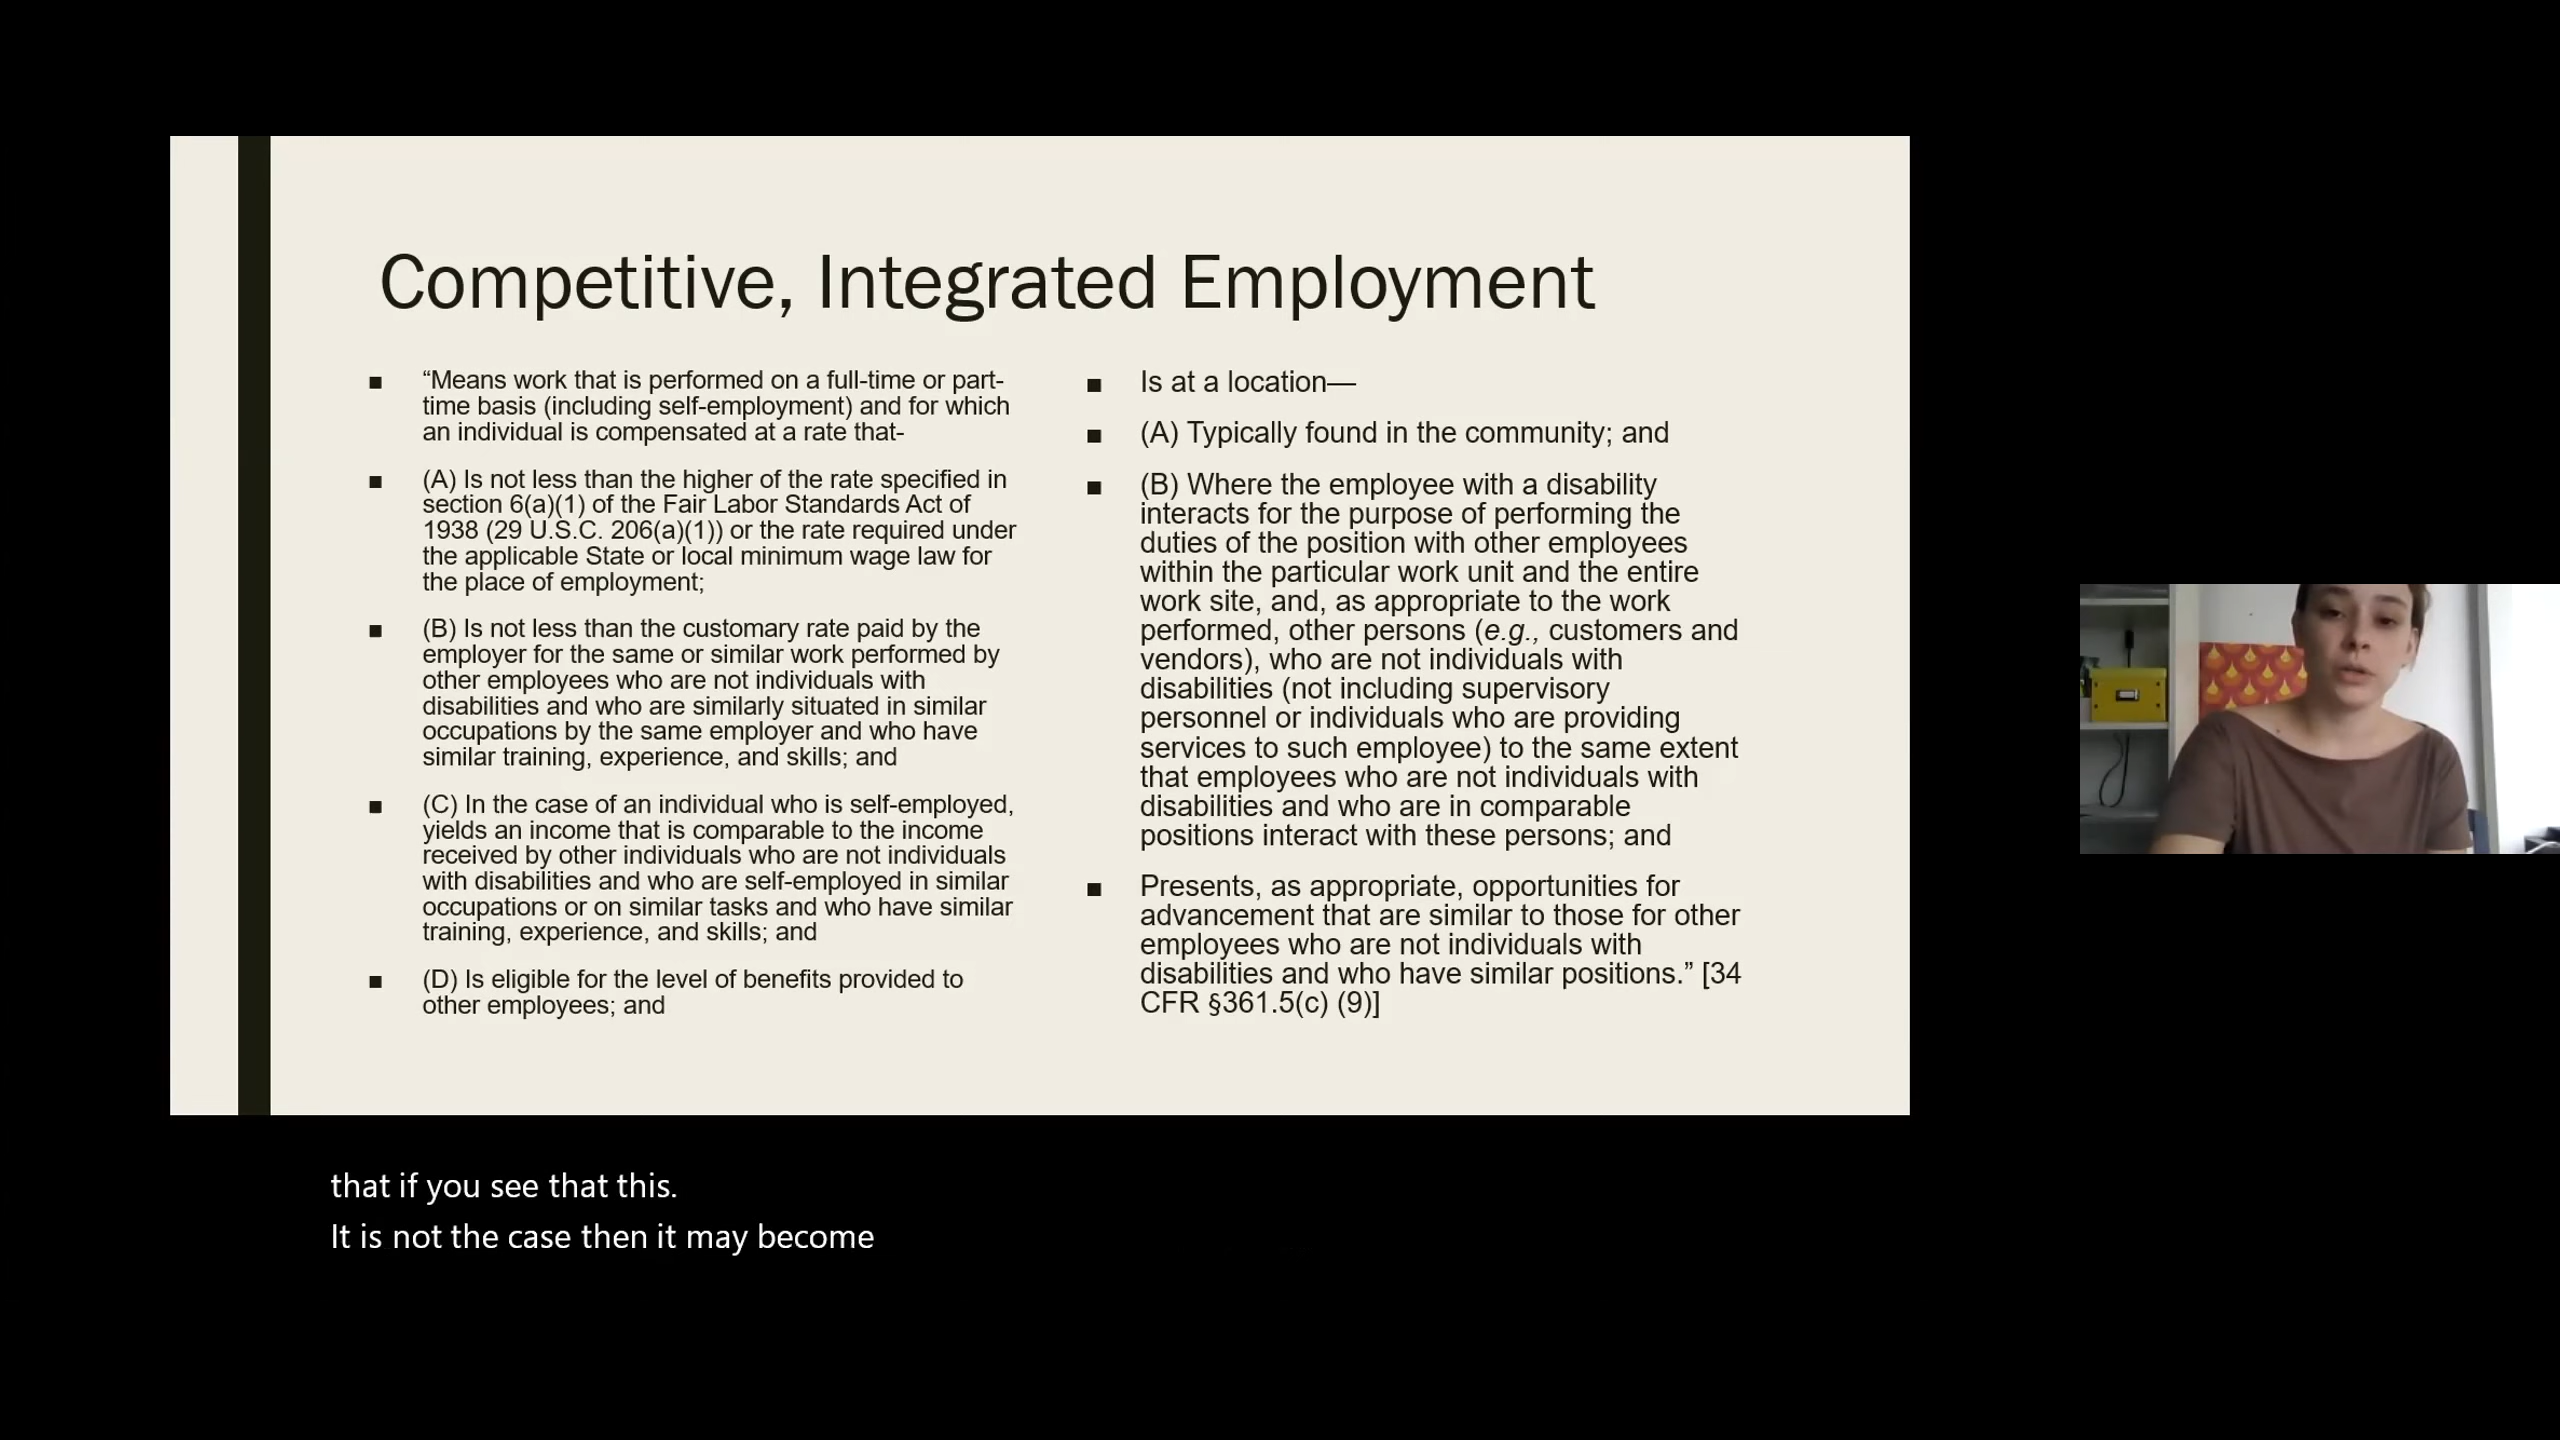 Competitive, Integrated Employment
■ “Means work that is performed on a full-time or part-
time basis (including self-employment) and for which
an individual is compensated at a rate that-
■ (A) Is not less than the higher of the rate specified in
section 6(a)(1) of the Fair Labor Standards Act of
1938 (29 U.S.C. 206(a)(1)) or the rate required under
the applicable State or local minimum wage law for
the place of employment;
■ (B) Is not less than the customary rate paid by the
employer for the same or similar work performed by
other employees who are not individuals with
disabilities and who are similarly situated in similar
occupations by the same employer and who have
similar training, experience, and skills; and
■ (C) In the case of an individual who is self-employed,
yields an income that is comparable to the income
received by other individuals who are not individuals
with disabilities and who are self-employed in similar
occupations or on similar tasks and who have similar
training, experience, and skills; and
■ (D) Is eligible for the level of benefits provided to
other employees; and
■ Is at a location—
■ (A) Typically found in the community; and
■ (B) Where the employee with a disability
interacts for the purpose of performing the
duties of the position with other employees
within the particular work unit and the entire
work site, and, as appropriate to the work
performed, other persons (e.g., customers and
vendors), who are not individuals with
disabilities (not including supervisory
personnel or individuals who are providing
services to such employee) to the same extent
that employees who are not individuals with
disabilities and who are in comparable
positions interact with these persons; and
■ Presents, as appropriate, opportunities for
advancement that are similar to those for other
employees who are not individuals with
disabilities and who have similar positions.” [34
CFR §361.5(c) (9)]
that if you see that this.
It is not the case then it may become